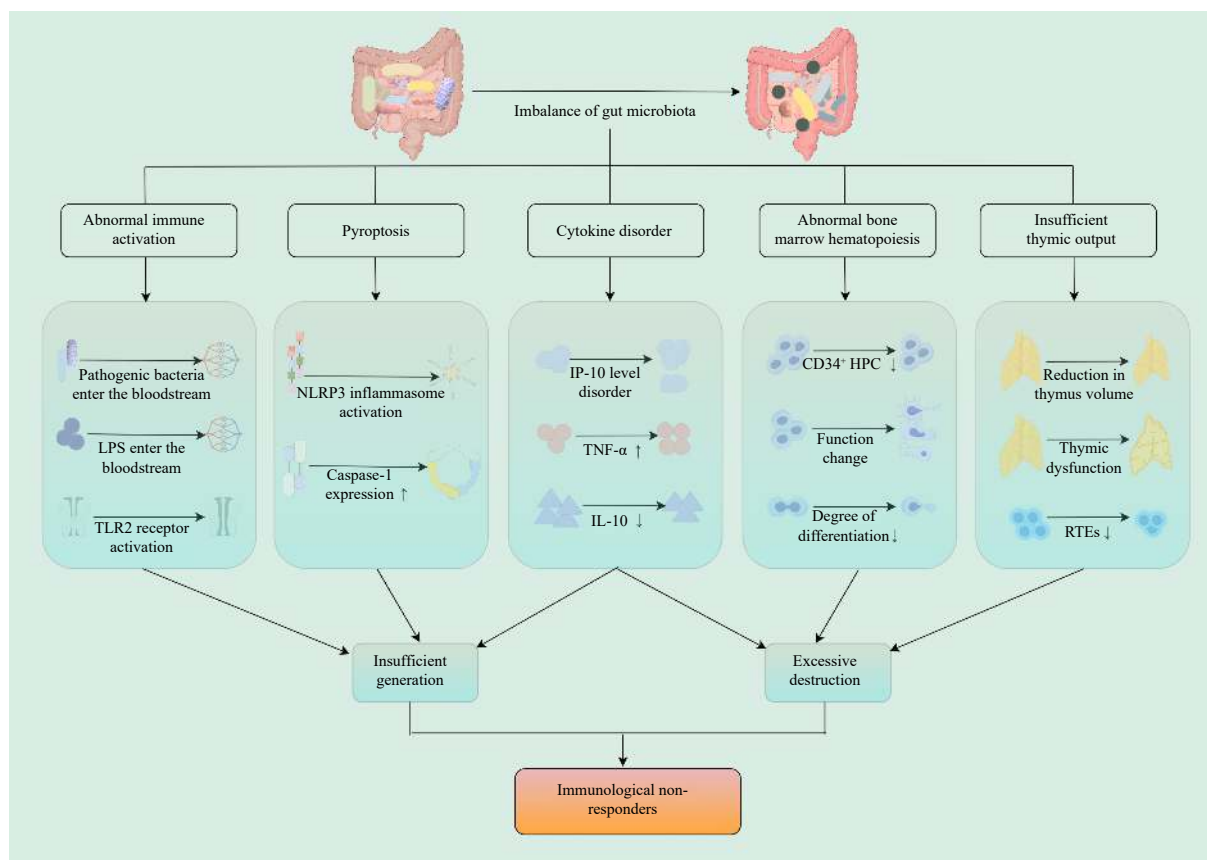 Imbalance of gut microbiota
Abnormal immune
activation
Pyroptosis
Cytokine disorder
Abnormal bone
marrow hematopoiesis
Insufficient
thymic output
Pathogenic bacteria
enter the bloodstream
LPS enter the
bloodstream
TLR2 receptor
activation
NLRP3 inflammasome
activation
Caspase-1
expression ↑
IP-10 level
disorder
TNF-α ↑
IL-10 ↓
CD34⁺ HPC ↓
Function
change
Degree of
differentiation↓
Reduction in
thymus volume
Thymic
dysfunction
RTEs ↓
Insufficient
generation
Excessive
destruction
Immunological non-
responders